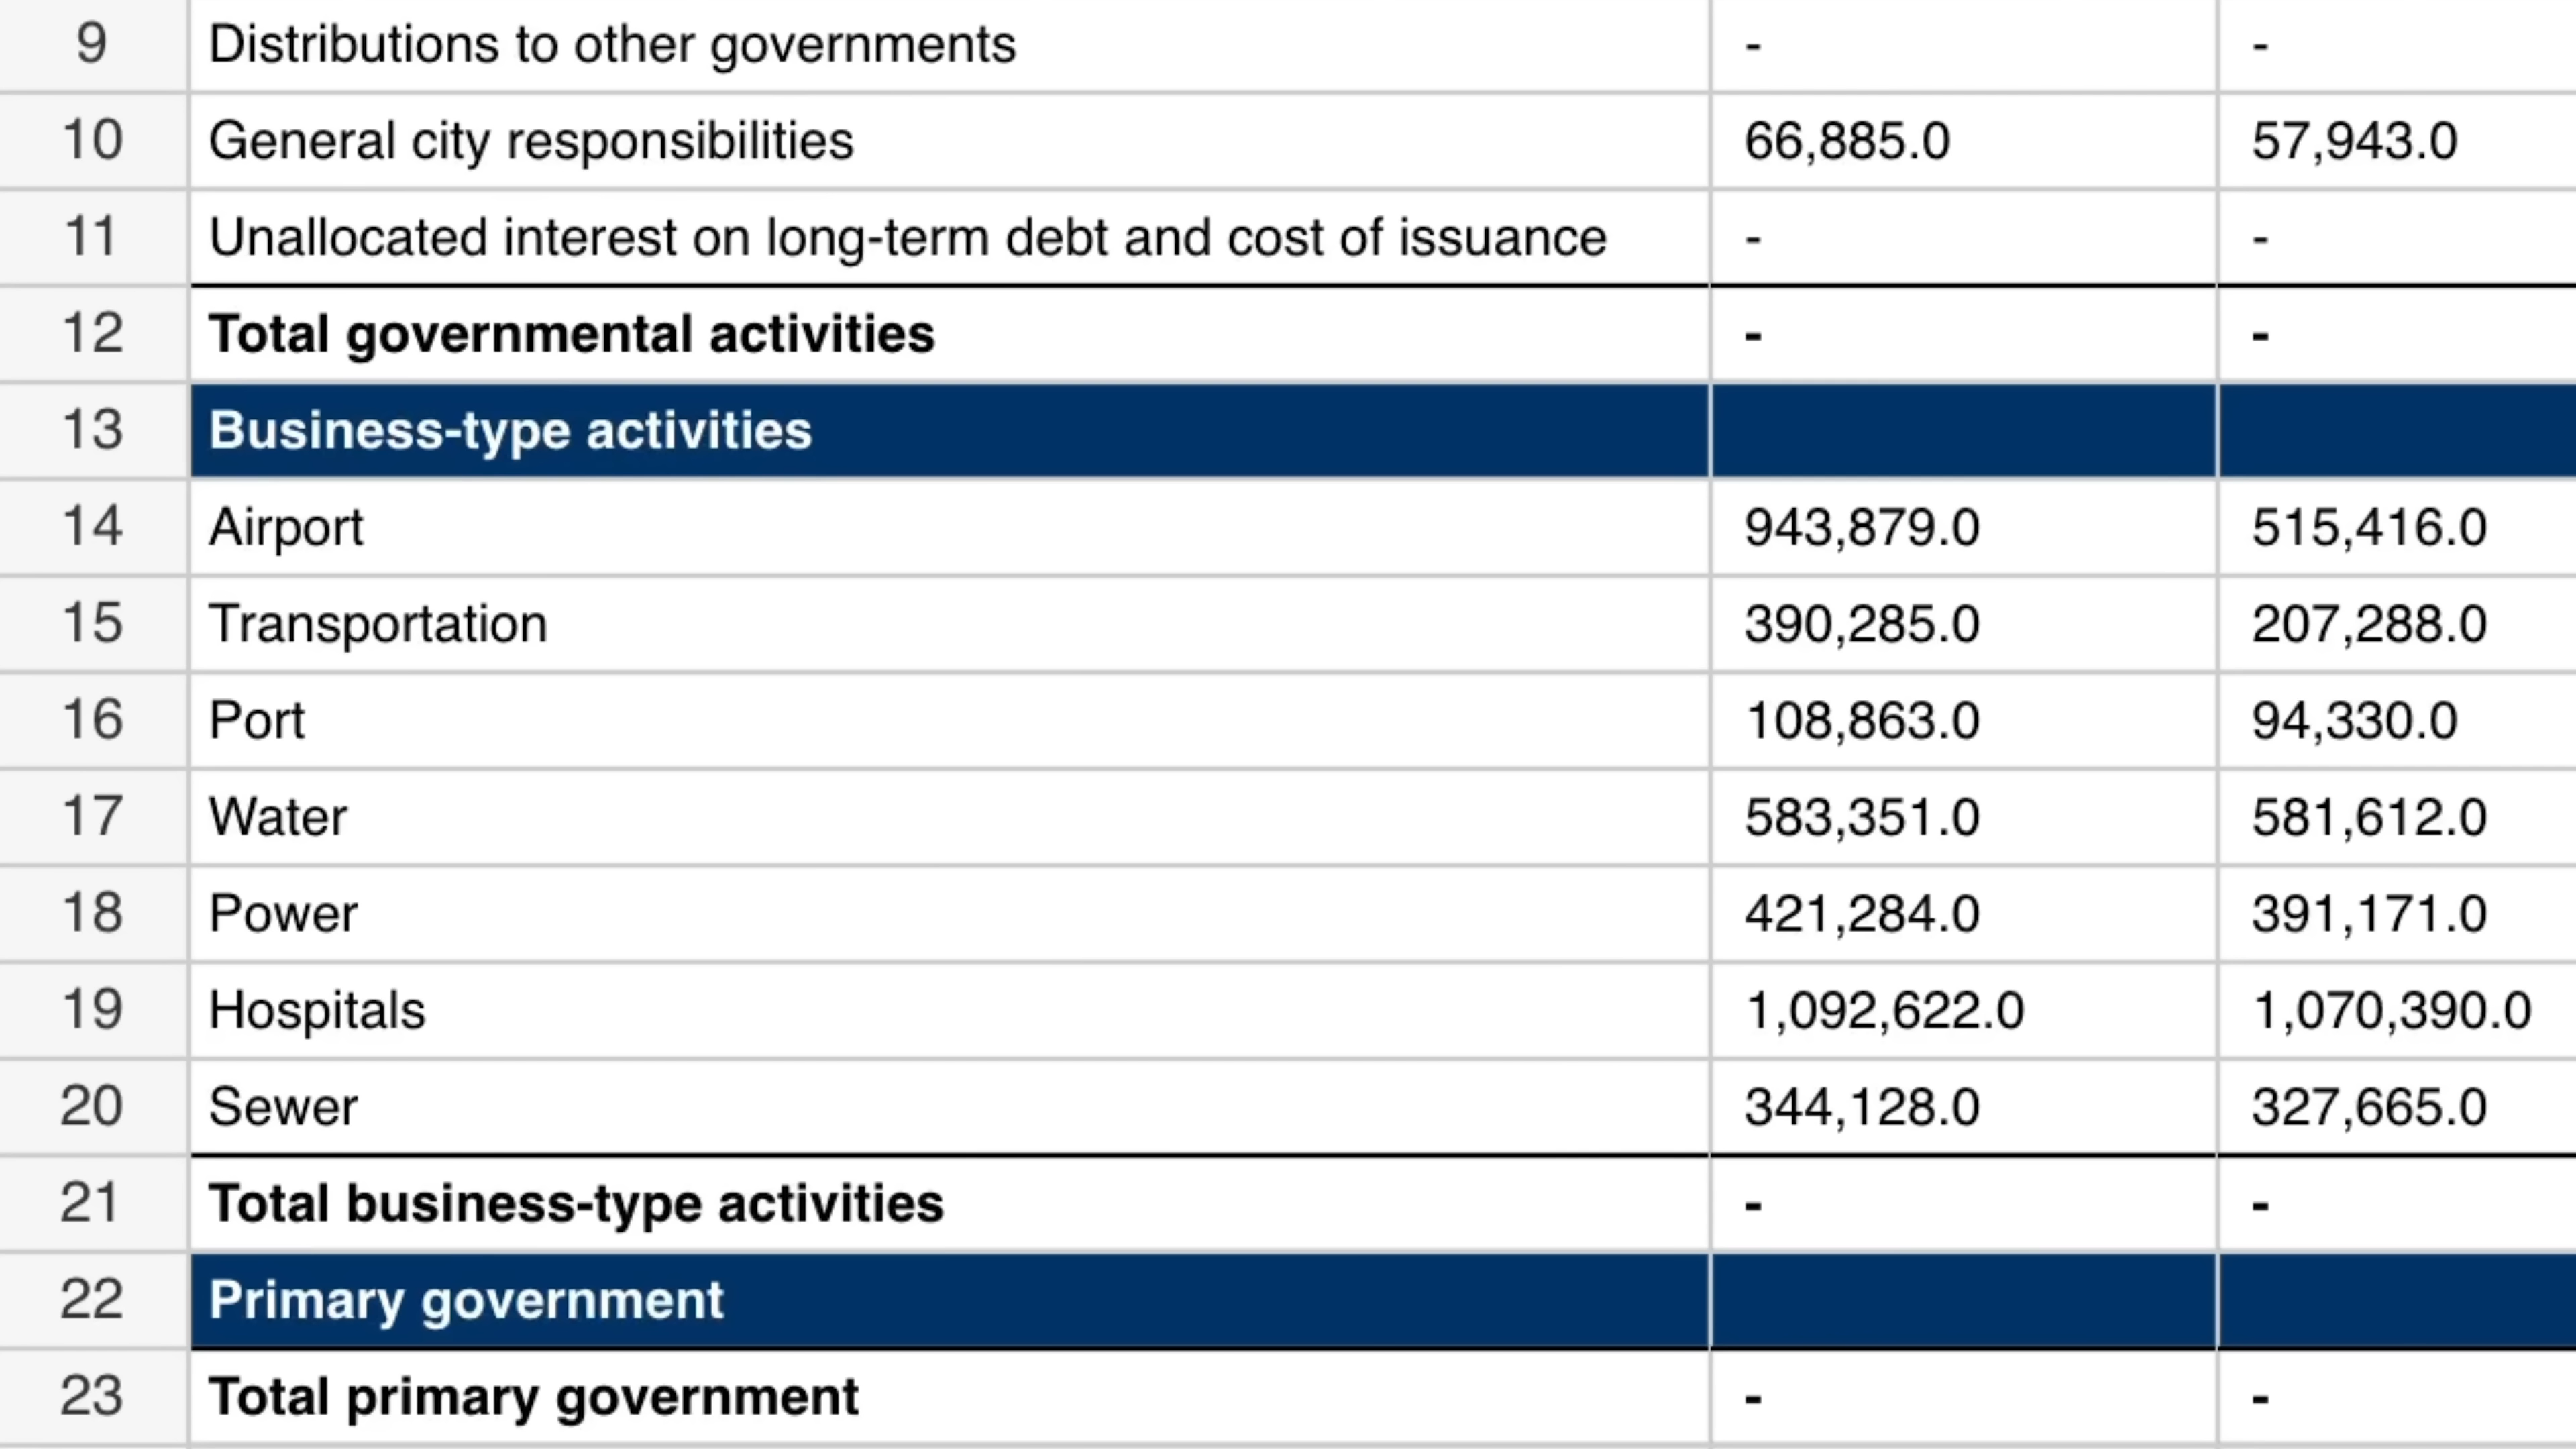 9 Distributions to other governments - -
10 General city responsibilities 66,885.0 57,943.0
11 Unallocated interest on long-term debt and cost of issuance - -
12 Total governmental activities - -
13 Business-type activities
14 Airport 943,879.0 515,416.0
15 Transportation 390,285.0 207,288.0
16 Port 108,863.0 94,330.0
17 Water 583,351.0 581,612.0
18 Power 421,284.0 391,171.0
19 Hospitals 1,092,622.0 1,070,390.0
20 Sewer 344,128.0 327,665.0
21 Total business-type activities - -
22 Primary government
23 Total primary government - -